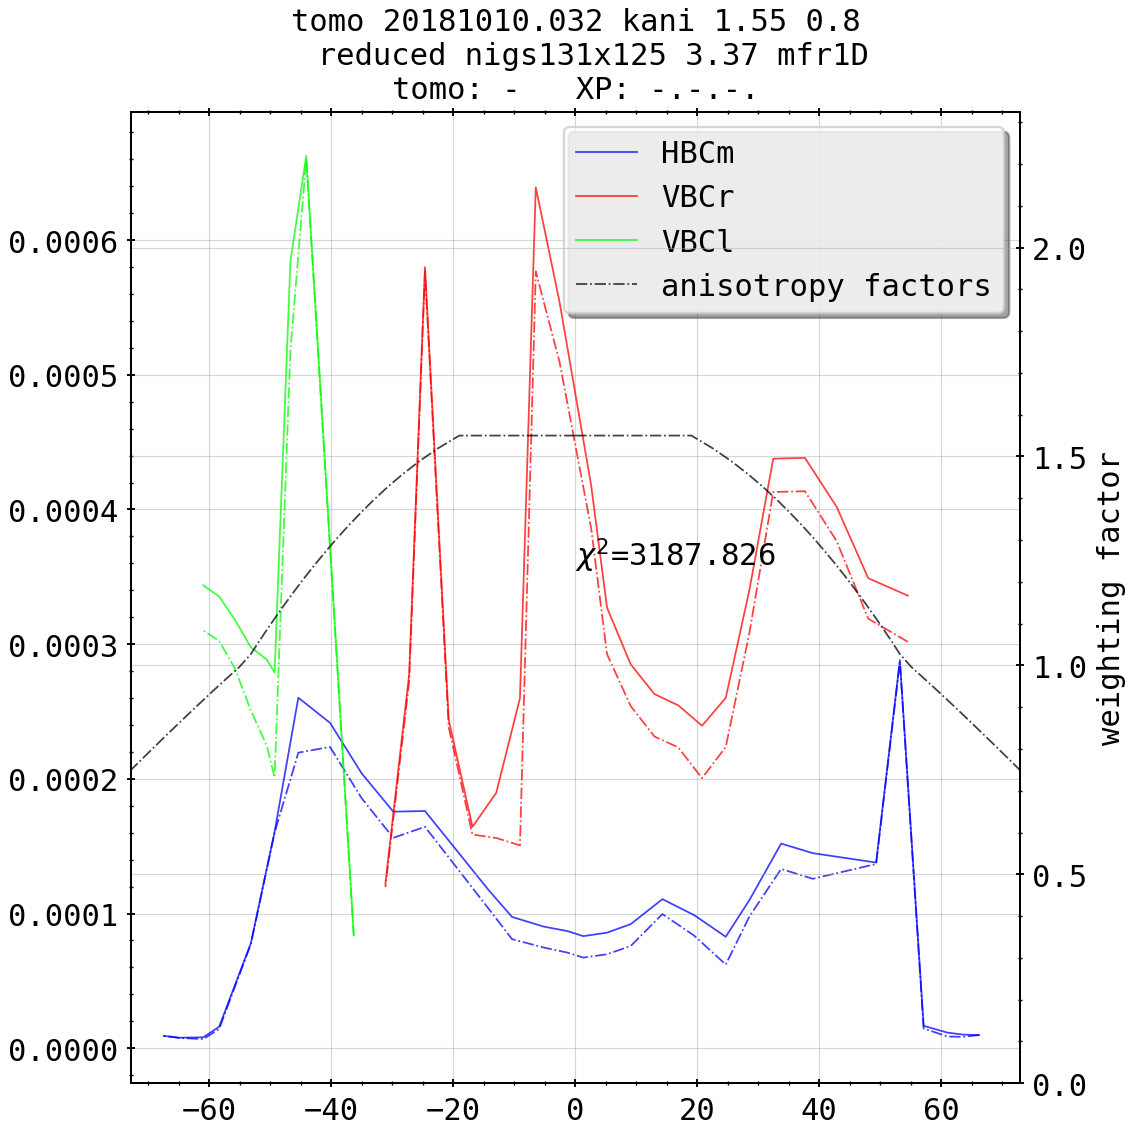 tomo 20181010.032 kani 1.55 0.8
reduced nigs131x125 3.37 mfr1D
tomo: -   XP: -.-.-.
HBCm
VBCr
VBCl
anisotropy factors
χ²=3187.826
0.0006
0.0005
0.0004
0.0003
0.0002
0.0001
0.0000
2.0
1.5
1.0
0.5
0.0
weighting factor
−60 −40 −20 0 20 40 60